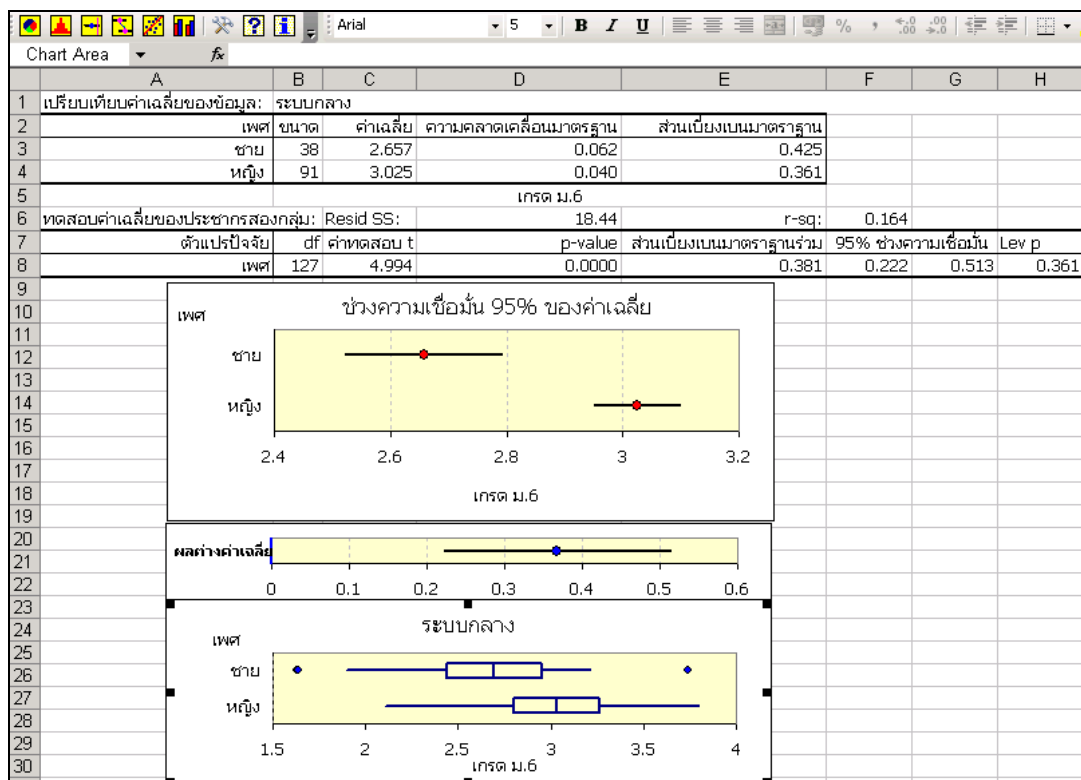 Arial 5 B I U % ,
Chart Area fx
A B C D E F G H
1 เปรียบเทียบค่าเฉลี่ยของข้อมูล: ระบบกลาง
2 เพศ ขนาด ค่าเฉลี่ย ความคลาดเคลื่อนมาตรฐาน ส่วนเบี่ยงเบนมาตราฐาน
3 ชาย 38 2.657 0.062 0.425
4 หญิง 91 3.025 0.040 0.361
5 เกรด ม.6
6 ทดสอบค่าเฉลี่ยของประชากรสองกลุ่ม: Resid SS: 18.44 r-sq: 0.164
7 ตัวแปรปัจจัย df ค่าทดสอบ t p-value ส่วนเบี่ยงเบนมาตราฐานร่วม 95% ช่วงความเชื่อมั่น Lev p
8 เพศ 127 4.994 0.0000 0.381 0.222 0.513 0.361
9
10
11
12
13
14
15
16
17
18
19
20
21
22
23
24
25
26
27
28
29
30
เพศ ช่วงความเชื่อมั่น 95% ของค่าเฉลี่ย
ชาย
หญิง
2.4 2.6 2.8 3 3.2
เกรด ม.6
ผลต่างค่าเฉลี่ย
0 0.1 0.2 0.3 0.4 0.5 0.6
ระบบกลาง
เพศ
ชาย
หญิง
1.5 2 2.5 3 3.5 4
เกรด ม.6